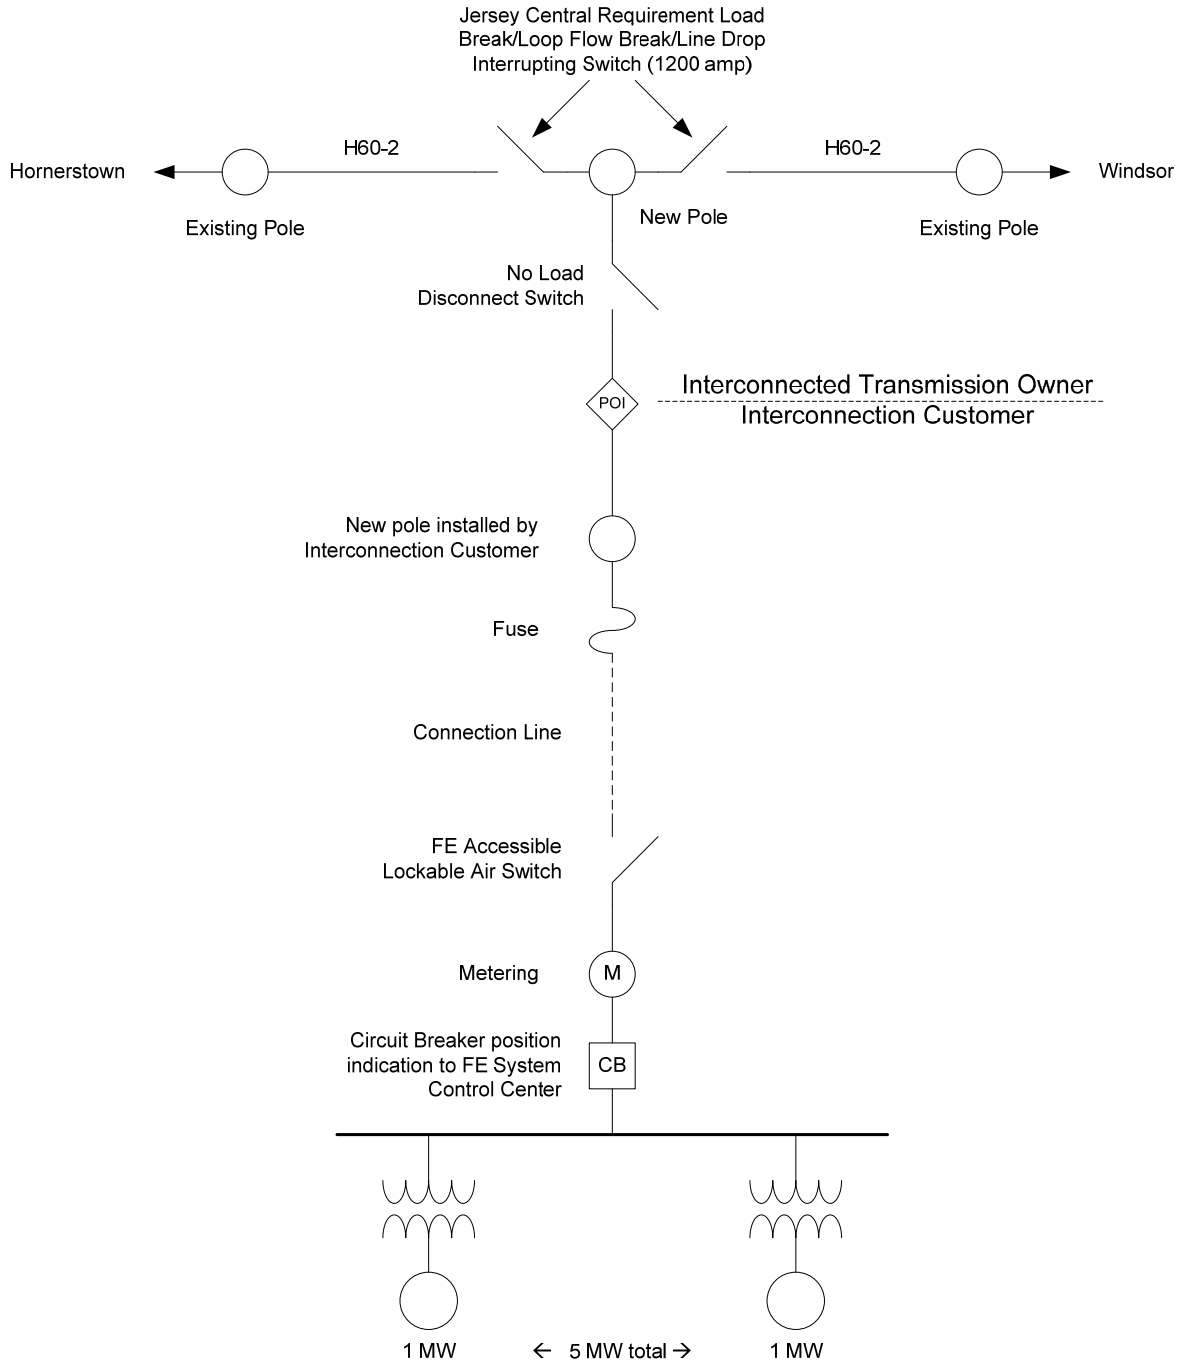 Jersey Central Requirement Load
Break/Loop Flow Break/Line Drop
Interrupting Switch (1200 amp)
H60-2
H60-2
Hornerstown
Windsor
New Pole
Existing Pole
Existing Pole
No Load
Disconnect Switch
Interconnected Transmission Owner
POI
Interconnection Customer
New pole installed by
Interconnection Customer
Fuse
Connection Line
FE Accessible
Lockable Air Switch
Metering
M
Circuit Breaker position
indication to FE System
Control Center
CB
1 MW
← 5 MW total →
1 MW